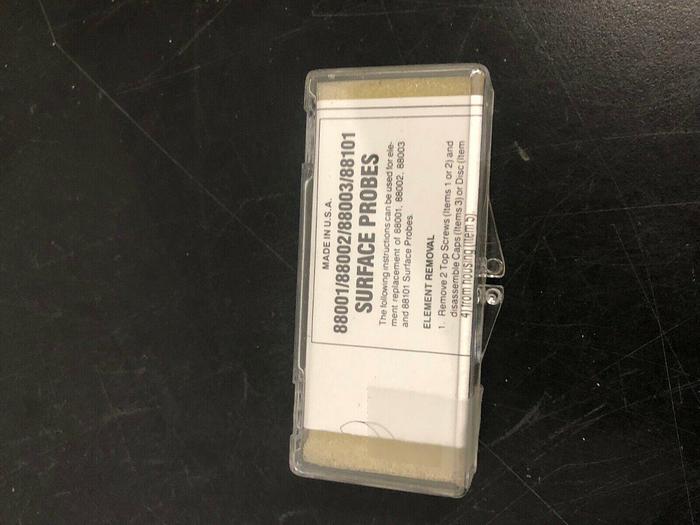 MADE IN U.S.A.
88001/88002/88003/88101
SURFACE PROBES
The following instructions can be used for ele-
ment replacement of 88001, 88002, 88003
and 88101 Surface Probes.
ELEMENT REMOVAL
1. Remove 2 Top Screws (Items 1 or 2) and
disassemble Caps (Items 3) or Disc (Item
4) from housing (Item 5).